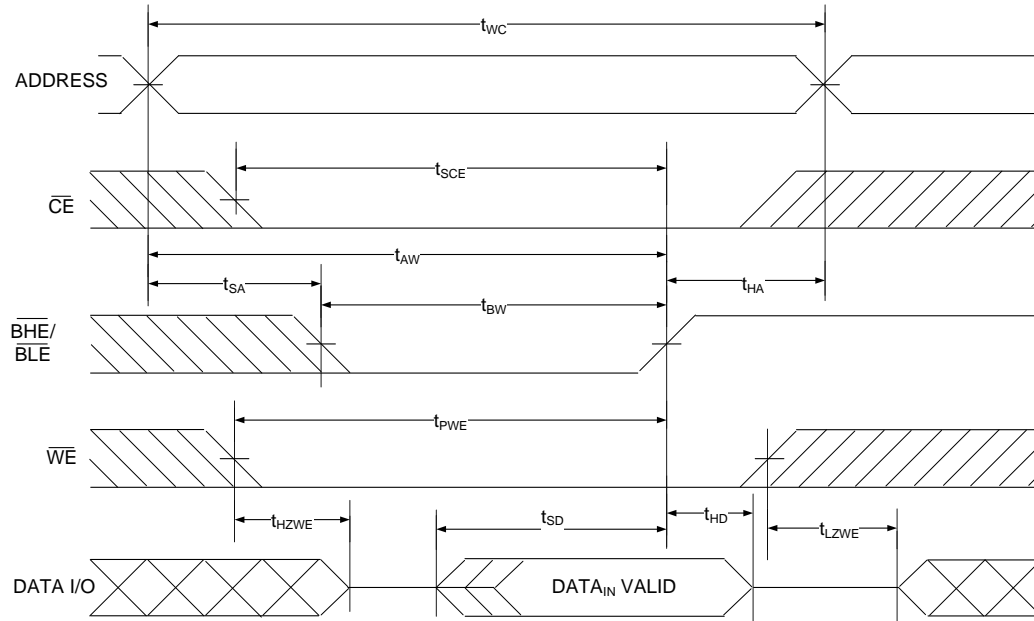 tWC
ADDRESS
tSCE
CE
tAW
tSA
tHA
tBW
BHE/
BLE
tPWE
WE
tHZWE
tSD
tHD
tLZWE
DATA I/O
DATAIN VALID